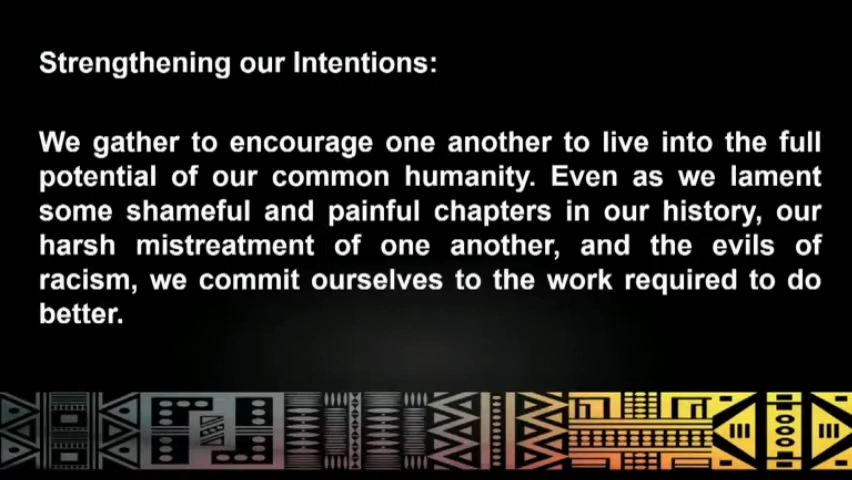 Strengthening our Intentions:
We gather to encourage one another to live into the full
potential of our common humanity. Even as we lament
some shameful and painful chapters in our history, our
harsh mistreatment of one another, and the evils of
racism, we commit ourselves to the work required to do
better.